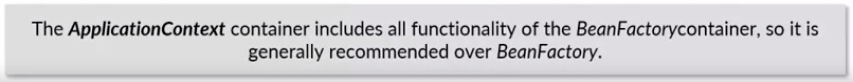 The ApplicationContext container includes all functionality of the BeanFactorycontainer, so it is
generally recommended over BeanFactory.